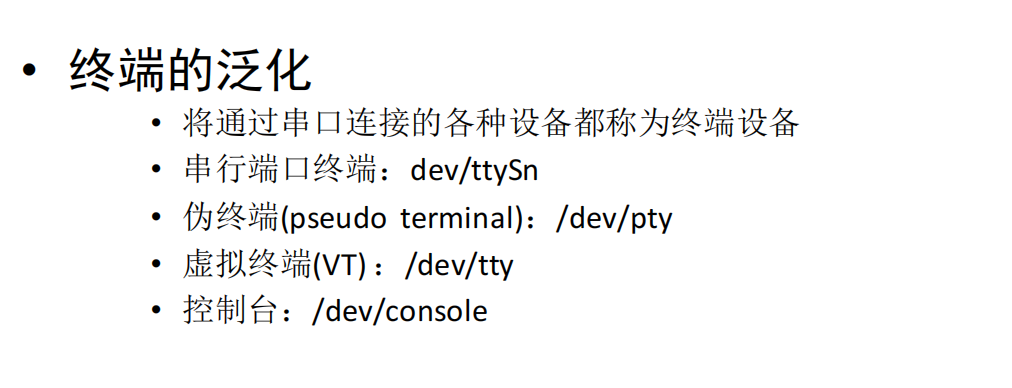 • 终端的泛化
• 将通过串口连接的各种设备都称为终端设备
• 串行端口终端：dev/ttySn
• 伪终端(pseudo terminal)：/dev/pty
• 虚拟终端(VT)：/dev/tty
• 控制台：/dev/console